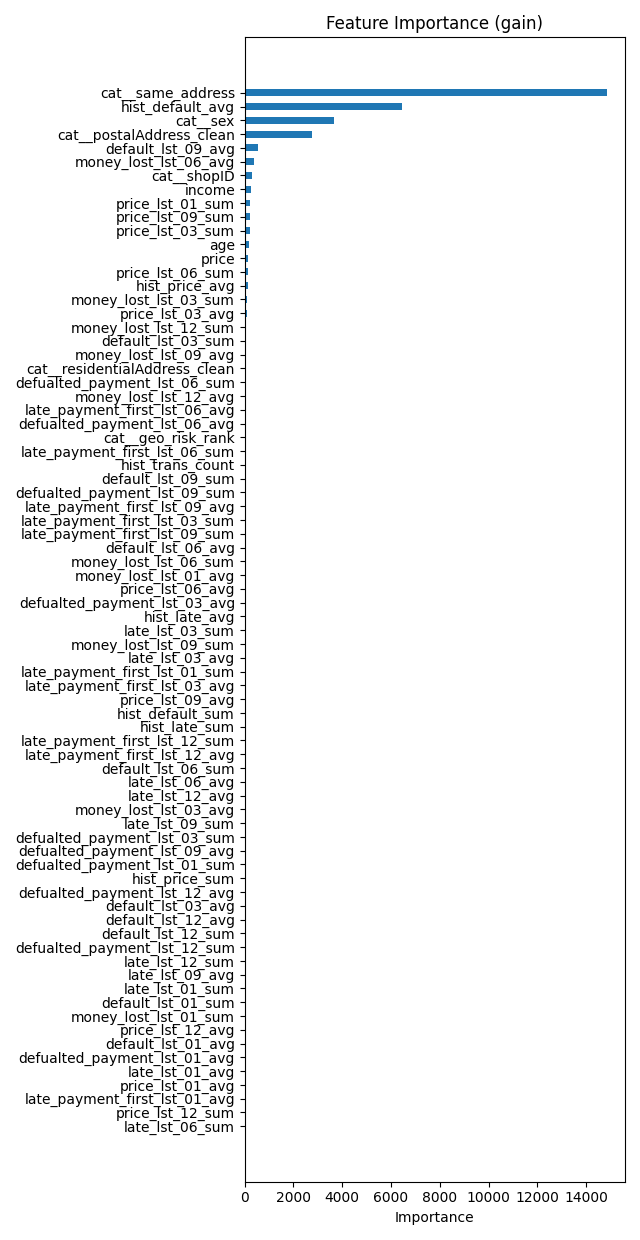 Feature Importance (gain)
cat__same_address
hist_default_avg
cat__sex
cat__postalAddress_clean
default_lst_09_avg
money_lost_lst_06_avg
cat__shopID
income
price_lst_01_sum
price_lst_09_sum
price_lst_03_sum
age
price
price_lst_06_sum
hist_price_avg
money_lost_lst_03_sum
price_lst_03_avg
money_lost_lst_12_sum
default_lst_03_sum
money_lost_lst_09_avg
cat__residentialAddress_clean
defualted_payment_lst_06_sum
money_lost_lst_12_avg
late_payment_first_lst_06_avg
defualted_payment_lst_06_avg
cat__geo_risk_rank
late_payment_first_lst_06_sum
hist_trans_count
default_lst_09_sum
defualted_payment_lst_09_sum
late_payment_first_lst_09_avg
late_payment_first_lst_03_sum
late_payment_first_lst_09_sum
default_lst_06_avg
money_lost_lst_06_sum
money_lost_lst_01_avg
price_lst_06_avg
defualted_payment_lst_03_avg
hist_late_avg
late_lst_03_sum
money_lost_lst_09_sum
late_lst_03_avg
late_payment_first_lst_01_sum
late_payment_first_lst_03_avg
price_lst_09_avg
hist_default_sum
hist_late_sum
late_payment_first_lst_12_sum
late_payment_first_lst_12_avg
default_lst_06_sum
late_lst_06_avg
late_lst_12_avg
money_lost_lst_03_avg
late_lst_09_sum
defualted_payment_lst_03_sum
defualted_payment_lst_09_avg
defualted_payment_lst_01_sum
hist_price_sum
defualted_payment_lst_12_avg
default_lst_03_avg
default_lst_12_avg
default_lst_12_sum
defualted_payment_lst_12_sum
late_lst_12_sum
late_lst_09_avg
late_lst_01_sum
default_lst_01_sum
money_lost_lst_01_sum
price_lst_12_avg
default_lst_01_avg
defualted_payment_lst_01_avg
late_lst_01_avg
price_lst_01_avg
late_payment_first_lst_01_avg
price_lst_12_sum
late_lst_06_sum
0 2000 4000 6000 8000 10000 12000 14000
Importance